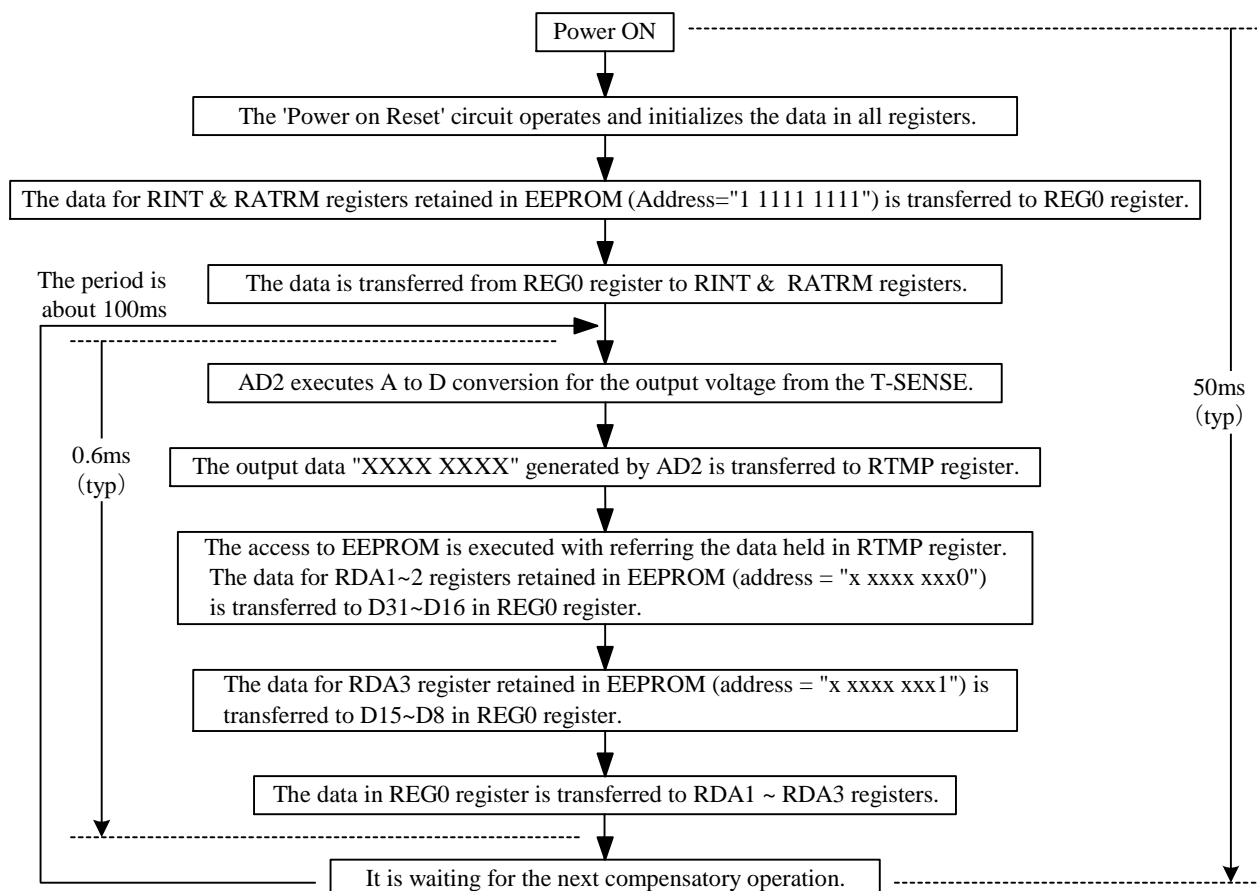 Power ON
The 'Power on Reset' circuit operates and initializes the data in all registers.
The data for RINT & RATRM registers retained in EEPROM (Address="1 1111 1111") is transferred to REG0 register.
The data is transferred from REG0 register to RINT & RATRM registers.
The period is
about 100ms
AD2 executes A to D conversion for the output voltage from the T-SENSE.
50ms
(typ)
0.6ms
(typ)
The output data "XXXX XXXX" generated by AD2 is transferred to RTMP register.
The access to EEPROM is executed with referring the data held in RTMP register.
The data for RDA1~2 registers retained in EEPROM (address = "x xxxx xxx0")
is transferred to D31~D16 in REG0 register.
The data for RDA3 register retained in EEPROM (address = "x xxxx xxx1") is
transferred to D15~D8 in REG0 register.
The data in REG0 register is transferred to RDA1 ~ RDA3 registers.
It is waiting for the next compensatory operation.